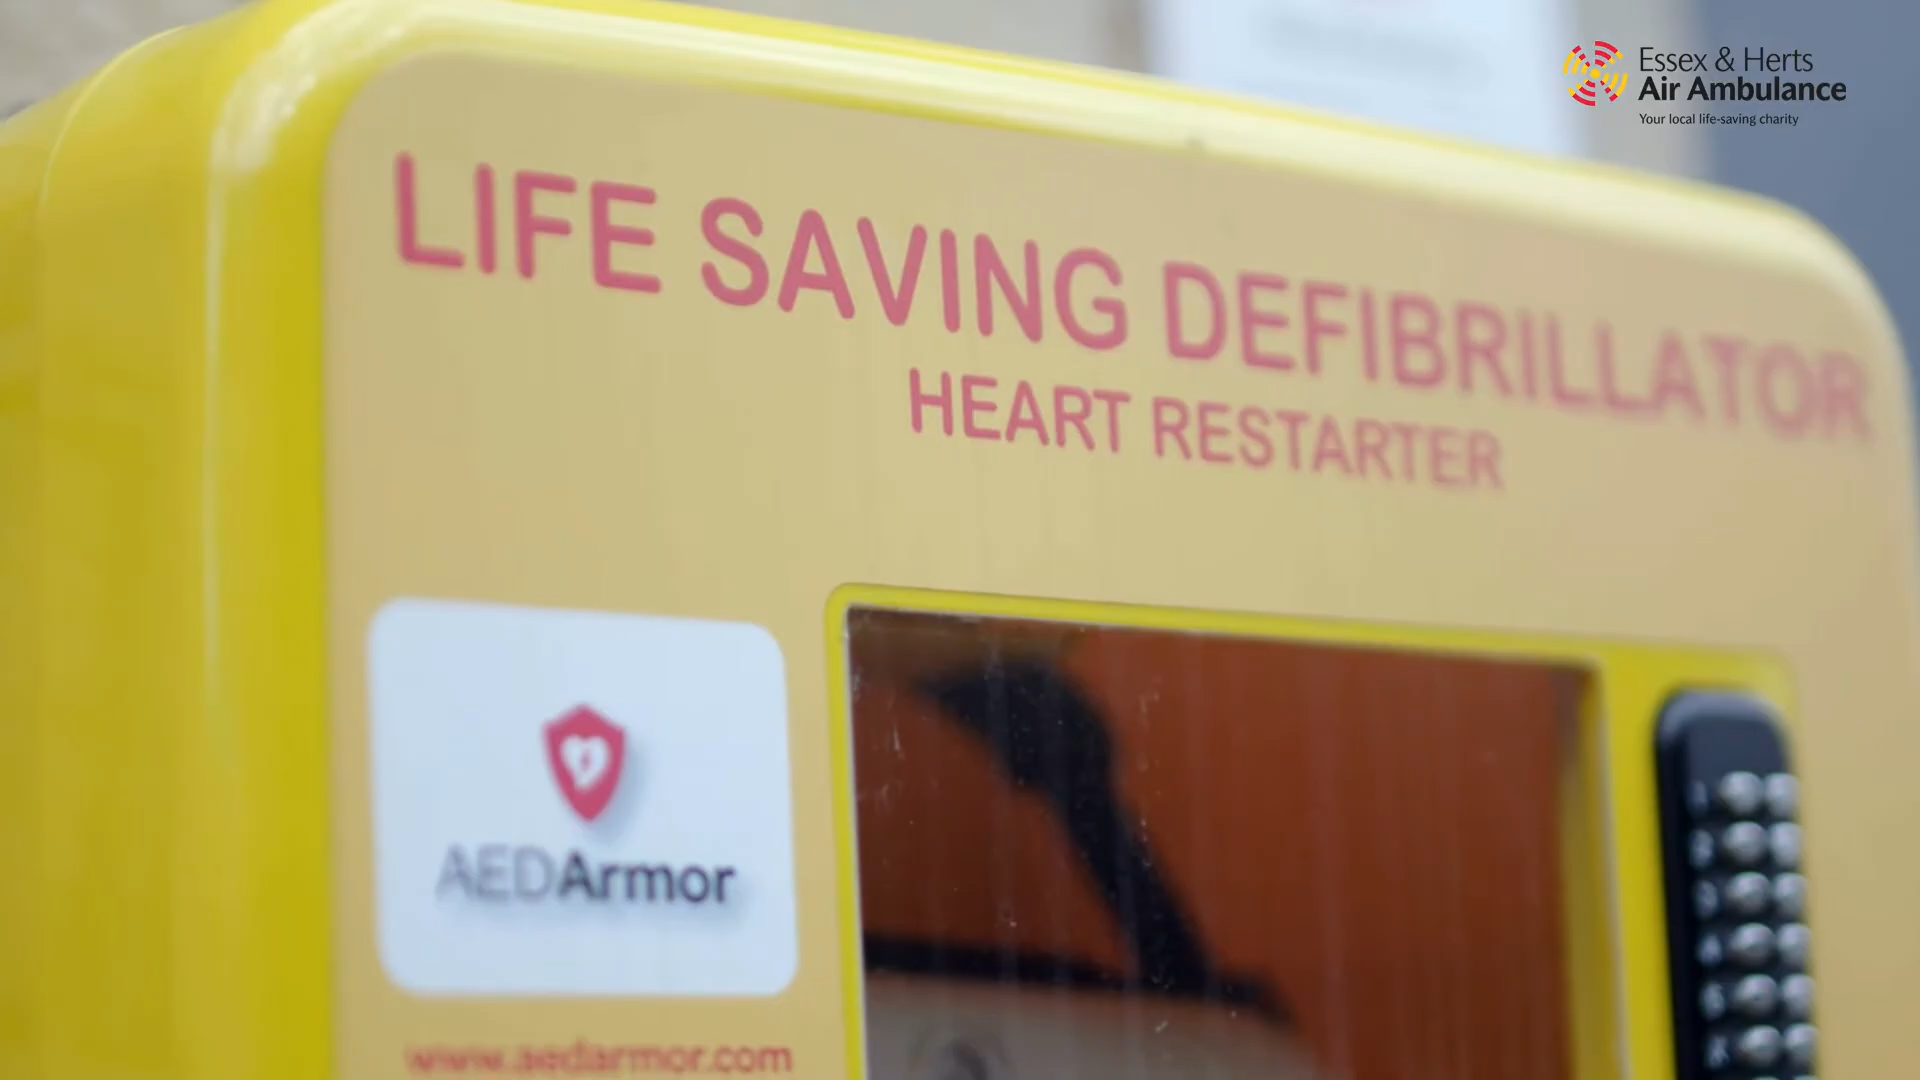 Essex & Herts
Air Ambulance
Your local life-saving charity
LIFE SAVING DEFIBRILLATOR
HEART RESTARTER
AEDArmor
www.aedarmor.com